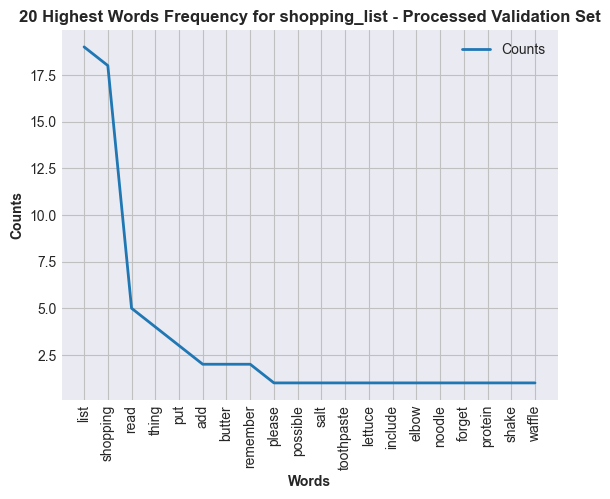 20 Highest Words Frequency for shopping_list - Processed Validation Set
Counts
17.5
15.0
12.5
10.0
7.5
5.0
2.5
Counts
list
shopping
read
thing
put
add
butter
remember
please
possible
salt
toothpaste
lettuce
include
elbow
noodle
forget
protein
shake
waffle
Words